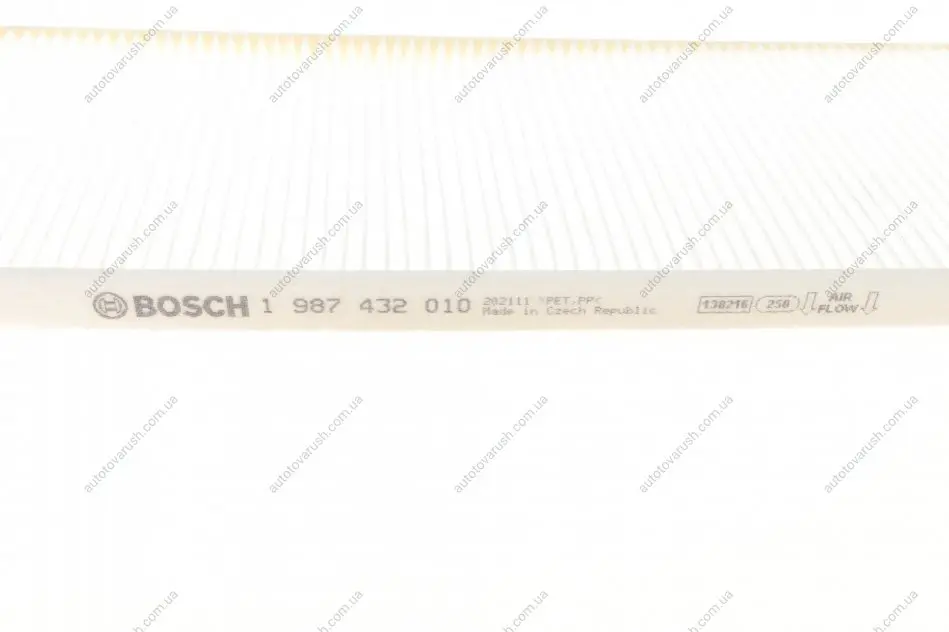 BOSCH 1 987 432 010
202111 >PET,PP<
Made in Czech Republic
138216 250 AIR
FLOW
autotovarush.com.ua